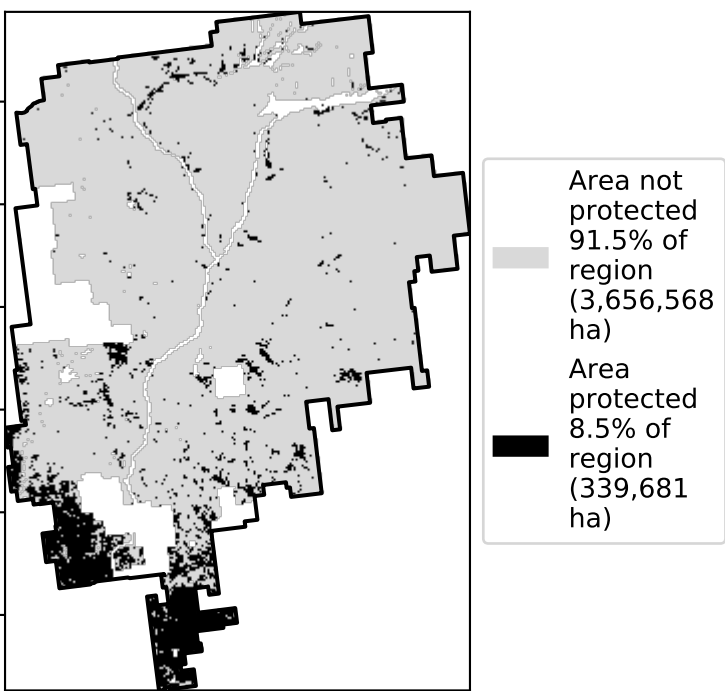 Area not
protected
91.5% of
region
(3,656,568
ha)
Area
protected
8.5% of
region
(339,681
ha)